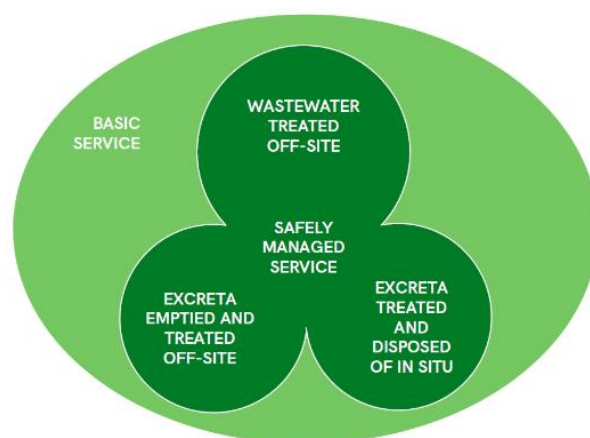 BASIC
SERVICE
WASTEWATER
TREATED
OFF-SITE
SAFELY
MANAGED
SERVICE
EXCRETA
EMPTIED AND
TREATED
OFF-SITE
EXCRETA
TREATED
AND
DISPOSED
OF IN SITU